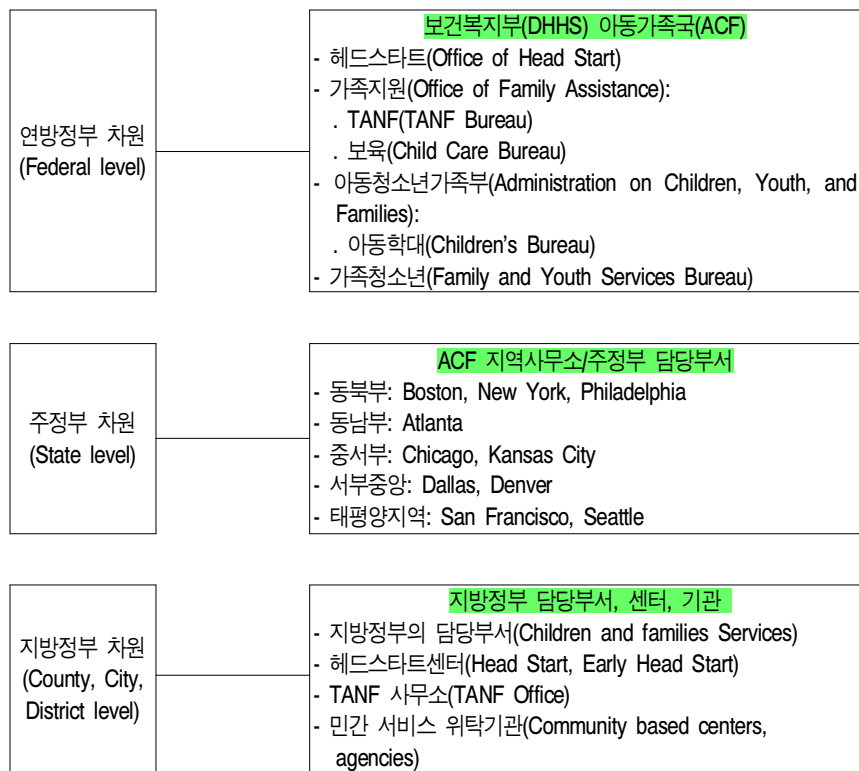 연방정부 차원
(Federal level)
보건복지부(DHHS) 아동가족국(ACF)
- 헤드스타트(Office of Head Start)
- 가족지원(Office of Family Assistance):
. TANF(TANF Bureau)
. 보육(Child Care Bureau)
- 아동청소년가족부(Administration on Children, Youth, and
Families):
. 아동학대(Children's Bureau)
- 가족청소년(Family and Youth Services Bureau)
주정부 차원
(State level)
ACF 지역사무소/주정부 담당부서
- 동북부: Boston, New York, Philadelphia
- 동남부: Atlanta
- 중서부: Chicago, Kansas City
- 서부중앙: Dallas, Denver
- 태평양지역: San Francisco, Seattle
지방정부 차원
(County, City,
District level)
지방정부 담당부서, 센터, 기관
- 지방정부의 담당부서(Children and families Services)
- 헤드스타트센터(Head Start, Early Head Start)
- TANF 사무소(TANF Office)
- 민간 서비스 위탁기관(Community based centers,
agencies)